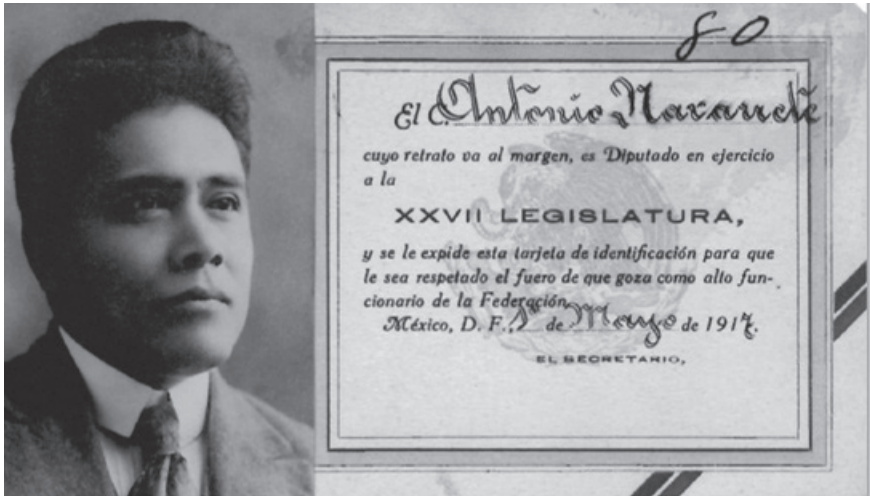 80
El C. Antonio Navarrete
cuyo retrato va al margen, es Diputado en ejercicio
a la
XXVII LEGISLATURA,
y se le expide esta tarjeta de identificación para que
le sea respetado el fuero de que goza como alto fun-
cionario de la Federación.
México, D. F., 1º de Mayo de 1917.
EL SECRETARIO,